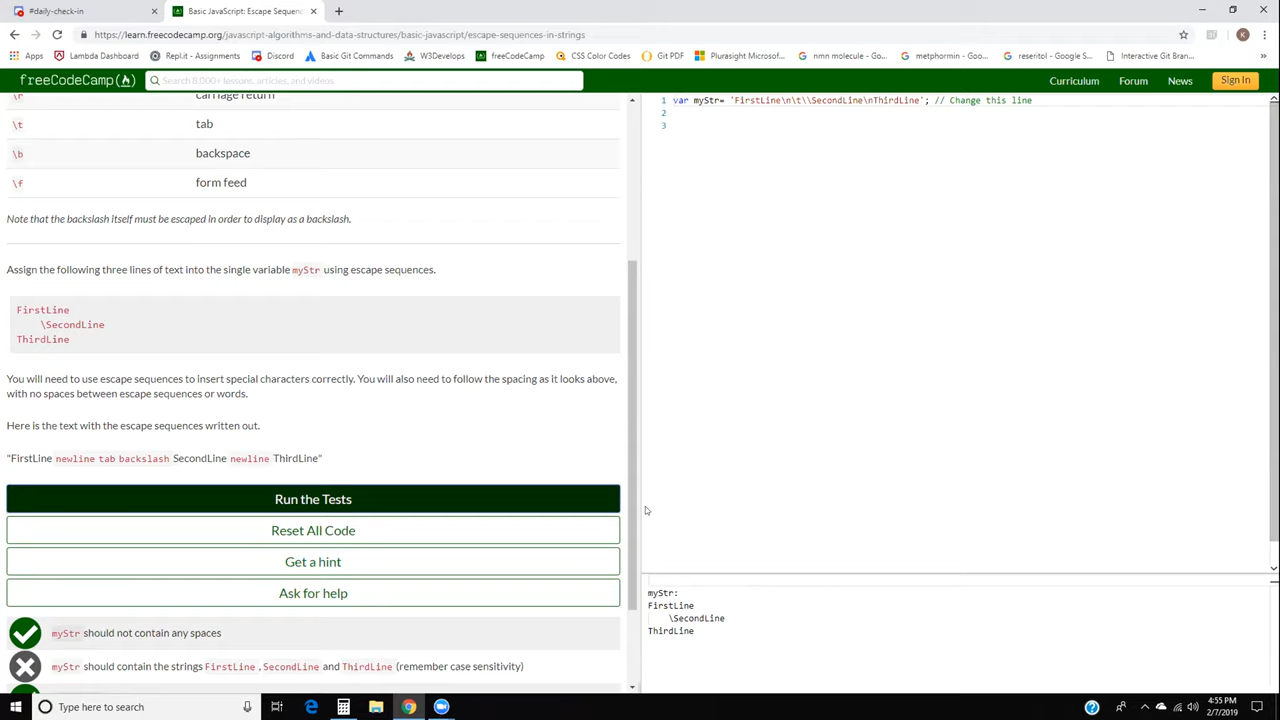 #daily-check-in
Basic JavaScript: Escape Sequen
https://learn.freecodecamp.org/javascript-algorithms-and-data-structures/basic-javascript/escape-sequences-in-strings
K
Apps Lambda Dashboard Repl.it - Assignments Discord Basic Git Commands W3Develops freeCodeCamp CSS Color Codes Git PDF Pluralsight Microsof... nmn molecule - Go... metphormin - Goog... reseritol - Google S... Interactive Git Bran...
freeCodeCamp
Search 8,000+ lessons, articles, and videos
Curriculum Forum News Sign In
\r carriage return
\t tab
\b backspace
\f form feed
Note that the backslash itself must be escaped in order to display as a backslash.
Assign the following three lines of text into the single variable myStr using escape sequences.
FirstLine
\SecondLine
ThirdLine
You will need to use escape sequences to insert special characters correctly. You will also need to follow the spacing as it looks above,
with no spaces between escape sequences or words.
Here is the text with the escape sequences written out.
"FirstLine newline tab backslash SecondLine newline ThirdLine"
Run the Tests
Reset All Code
Get a hint
Ask for help
myStr should not contain any spaces
myStr should contain the strings FirstLine , SecondLine and ThirdLine (remember case sensitivity)
1 var myStr= 'FirstLine\n\t\\SecondLine\nThirdLine'; // Change this line
2
3
myStr:
FirstLine
\SecondLine
ThirdLine
Type here to search
4:55 PM
2/7/2019